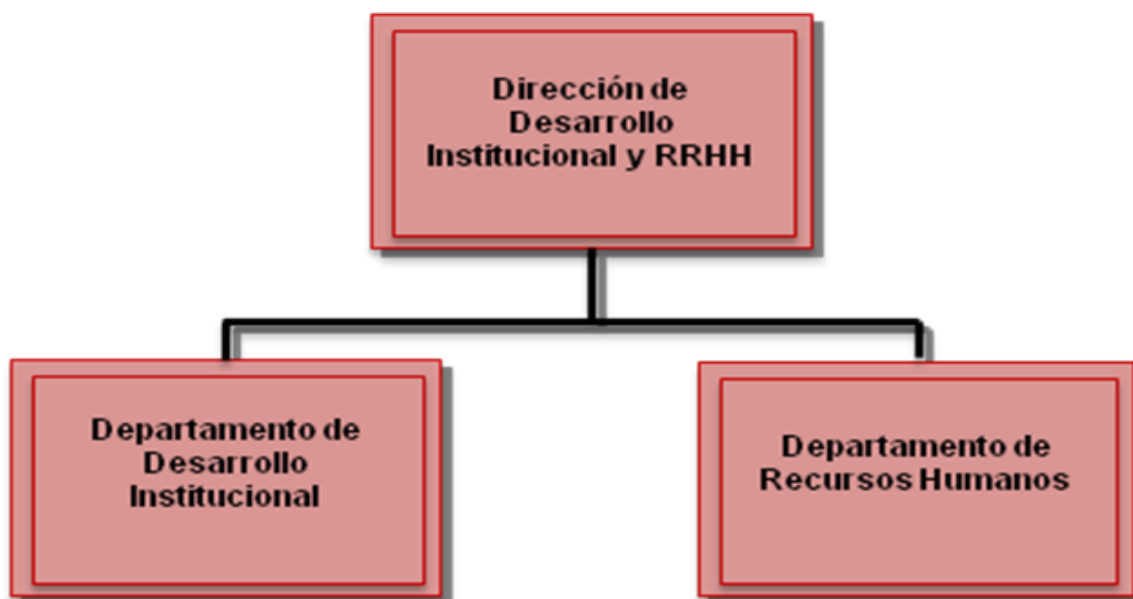 Dirección de
Desarrollo
Institucional y RRHH
Departamento de
Desarrollo
Institucional
Departamento de
Recursos Humanos